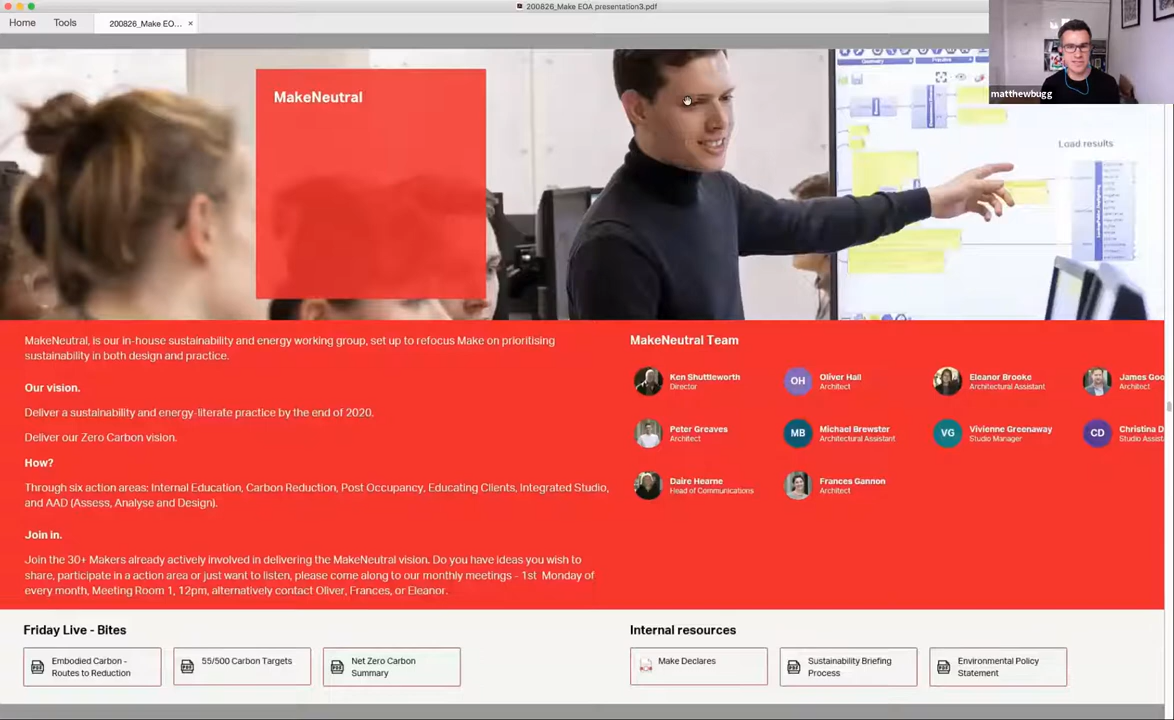 200826_Make EOA presentation3.pdf
Home
Tools
200826_Make EO... ×
matthewbugg
MakeNeutral
Geometry
Preview
Load results
MakeNeutral, is our in-house sustainability and energy working group, set up to refocus Make on prioritising
sustainability in both design and practice.
Our vision.
Deliver a sustainability and energy-literate practice by the end of 2020.
Deliver our Zero Carbon vision.
How?
Through six action areas; Internal Education, Carbon Reduction, Post Occupancy, Educating Clients, Integrated Studio,
and AAD (Assess, Analyse and Design).
Join in.
Join the 30+ Makers already actively involved in delivering the MakeNeutral vision. Do you have ideas you wish to
share, participate in a action area or just want to listen, please come along to our monthly meetings - 1st Monday of
every month, Meeting Room 1, 12pm, alternatively contact Oliver, Frances, or Eleanor.
MakeNeutral Team
Ken Shuttleworth
Director
OH
Oliver Hall
Architect
Eleanor Brooke
Architectural Assistant
James Goo
Architect
Peter Greaves
Architect
MB
Michael Brewster
Architectural Assistant
VG
Vivienne Greenaway
Studio Manager
CD
Christina D
Studio Assist
Daire Hearne
Head of Communications
Frances Gannon
Architect
Friday Live - Bites
Embodied Carbon -
Routes to Reduction
55/500 Carbon Targets
Net Zero Carbon
Summary
Internal resources
Make Declares
Sustainability Briefing
Process
Environmental Policy
Statement